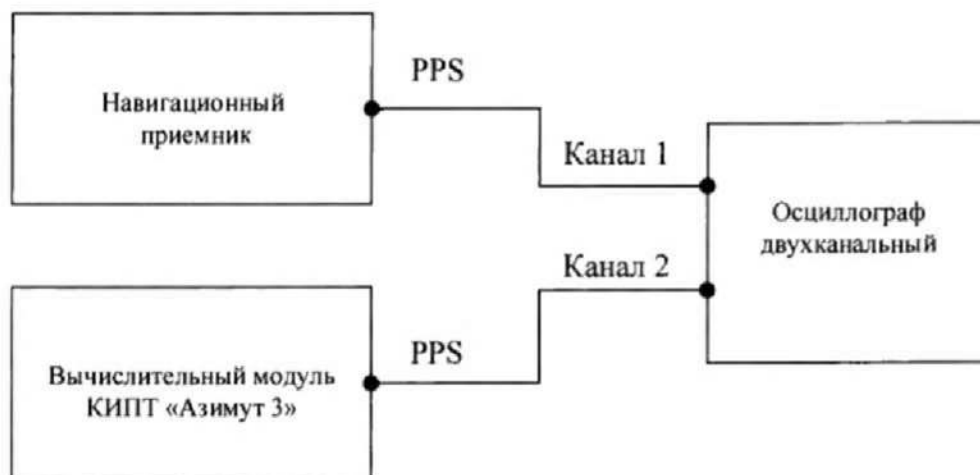 PPS
Навигационный
приемник
Канал 1
Осциллограф
двухканальный
Канал 2
PPS
Вычислительный модуль
КИПТ «Азимут 3»